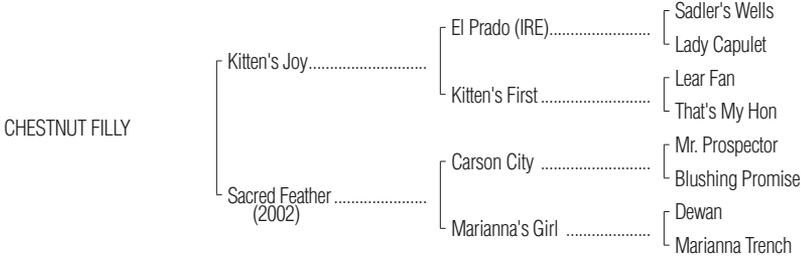 Sadler's Wells
El Prado (IRE)........................
Lady Capulet
Kitten's Joy............................
Lear Fan
Kitten's First ..........................
That's My Hon
CHESTNUT FILLY
Mr. Prospector
Carson City ..........................
Blushing Promise
Sacred Feather ......................
(2002)
Dewan
Marianna's Girl ....................
Marianna Trench